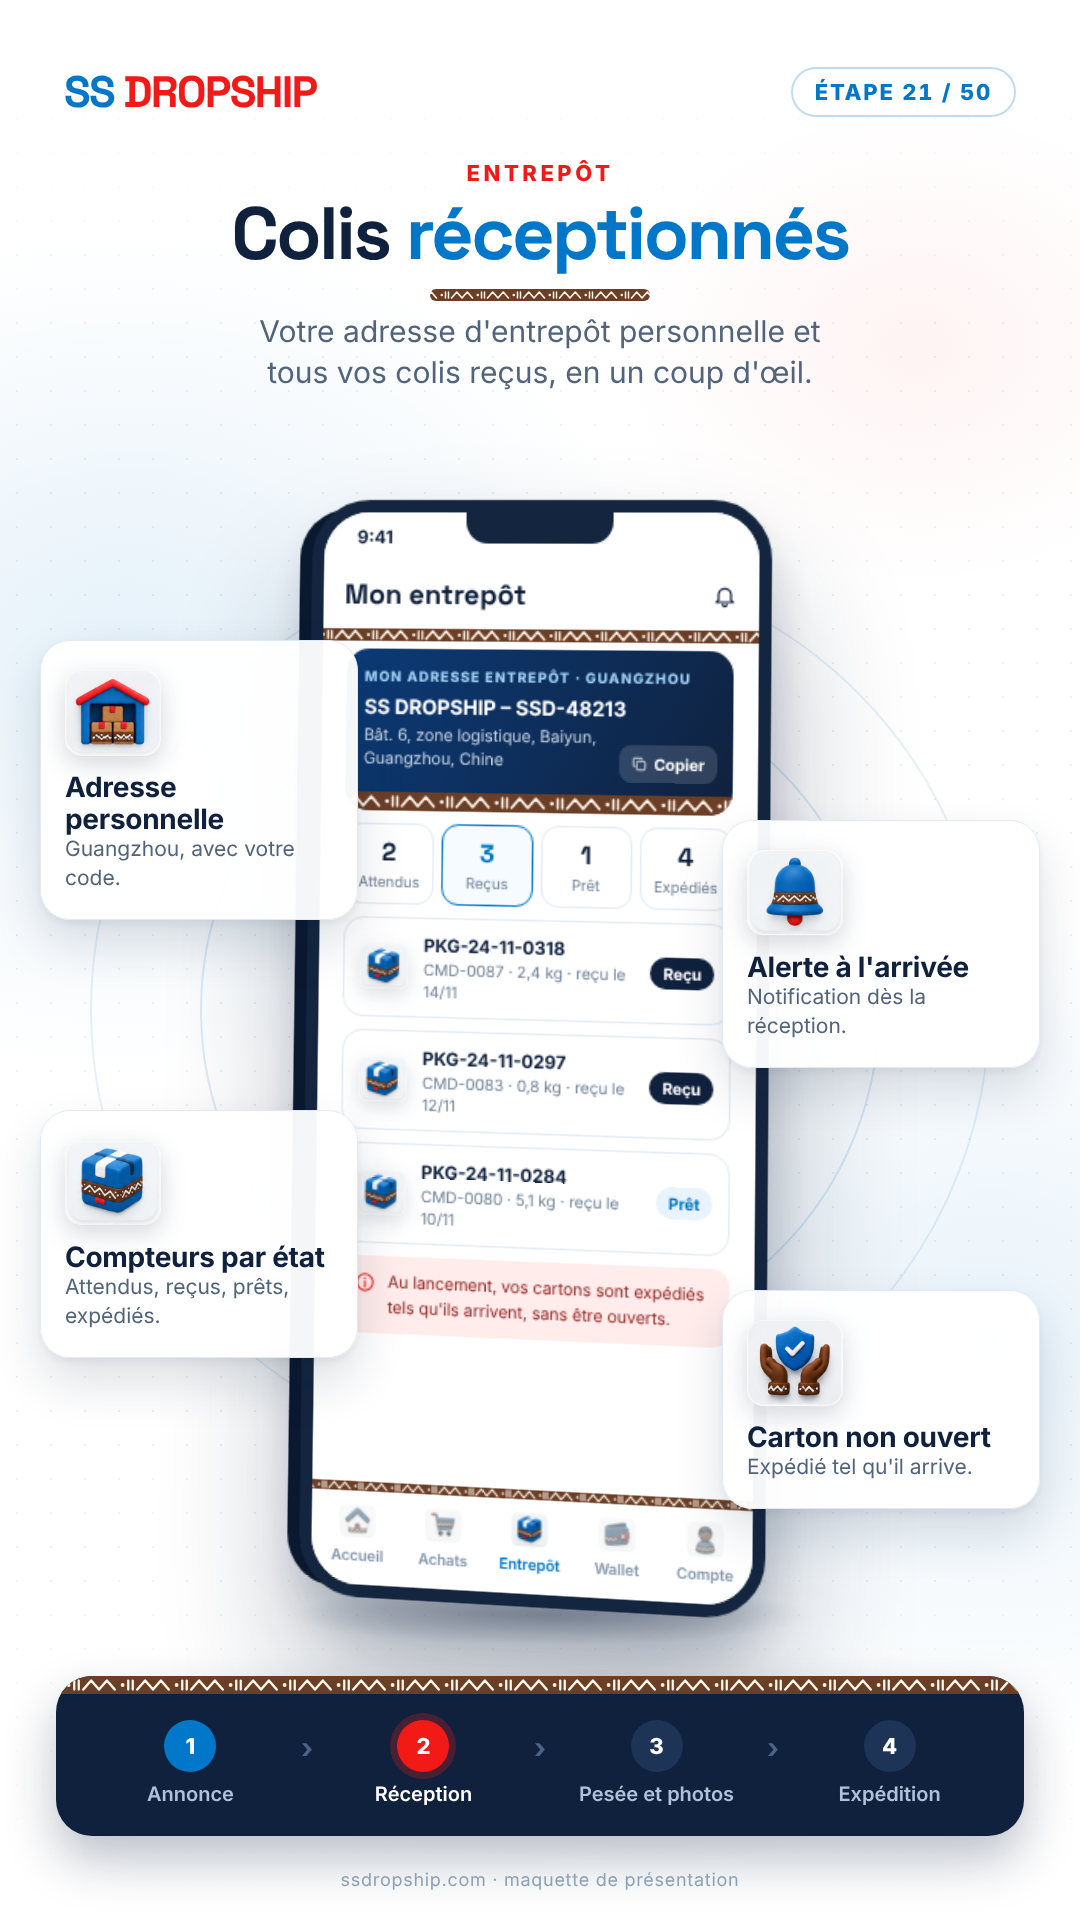 SS DROPSHIP
ÉTAPE 21 / 50
ENTREPÔT
Colis réceptionnés
Votre adresse d'entrepôt personnelle et
tous vos colis reçus, en un coup d'œil.
9:41
Mon entrepôt
MON ADRESSE ENTREPÔT · GUANGZHOU
SS DROPSHIP – SSD-48213
Bât. 6, zone logistique, Baiyun,
Guangzhou, Chine
Copier
2
Attendus
3
Reçus
1
Prêt
4
Expédiés
PKG-24-11-0318
CMD-0087 · 2,4 kg · reçu le
14/11
Reçu
PKG-24-11-0297
CMD-0083 · 0,8 kg · reçu le
12/11
Reçu
PKG-24-11-0284
CMD-0080 · 5,1 kg · reçu le
10/11
Prêt
Au lancement, vos cartons sont expédiés
tels qu'ils arrivent, sans être ouverts.
Accueil
Achats
Entrepôt
Wallet
Compte
Adresse
personnelle
Guangzhou, avec votre
code.
Alerte à l'arrivée
Notification dès la
réception.
Compteurs par état
Attendus, reçus, prêts,
expédiés.
Carton non ouvert
Expédié tel qu'il arrive.
1
Annonce
›
2
Réception
›
3
Pesée et photos
›
4
Expédition
ssdropship.com · maquette de présentation